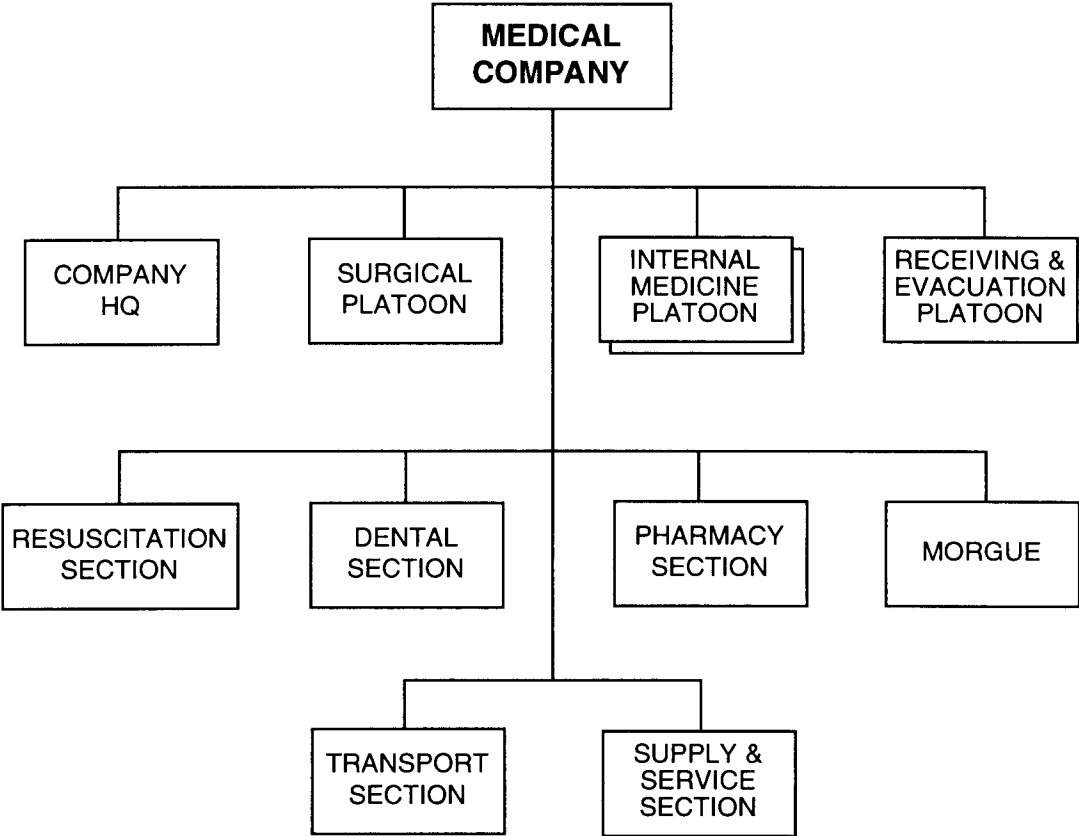 MEDICAL
COMPANY
COMPANY
HQ
SURGICAL
PLATOON
INTERNAL
MEDICINE
PLATOON
RECEIVING &
EVACUATION
PLATOON
RESUSCITATION
SECTION
DENTAL
SECTION
PHARMACY
SECTION
MORGUE
TRANSPORT
SECTION
SUPPLY &
SERVICE
SECTION